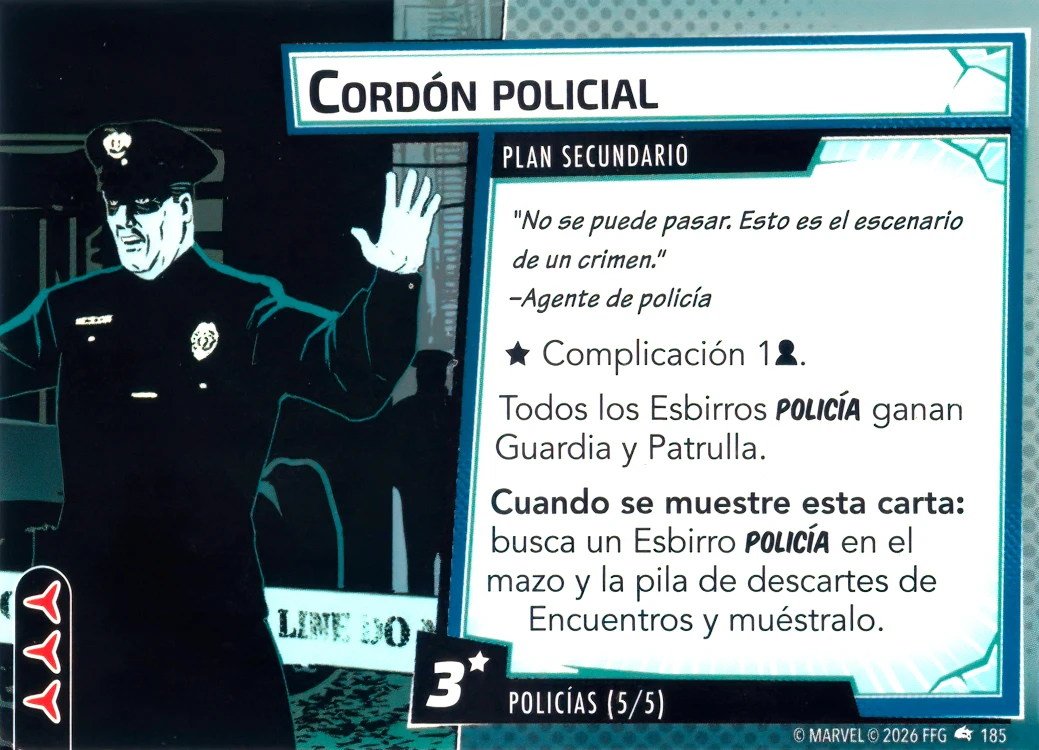 CORDÓN POLICIAL
PLAN SECUNDARIO
"No se puede pasar. Esto es el escenario
de un crimen."
–Agente de policía
★ Complicación 1.
Todos los Esbirros POLICÍA ganan
Guardia y Patrulla.
Cuando se muestre esta carta:
busca un Esbirro POLICÍA en el
mazo y la pila de descartes de
Encuentros y muéstralo.
LINE DO
3★
POLICÍAS (5/5)
© MARVEL © 2026 FFG 185